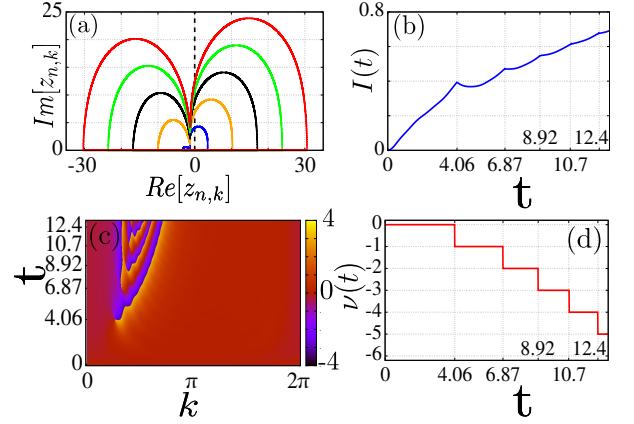 (a)
Im[z_{n,k}]
25
0
-30
0
30
Re[z_{n,k}]
(b)
I(t)
0.8
0
8.92
12.4
0
4.06
6.87
10.7
t
(c)
t
12.4
10.7
8.92
6.87
4.06
0
0
π
2π
k
4
0
-4
(d)
ν(t)
0
-1
-2
-3
-4
-5
-6
8.92
12.4
0
4.06
6.87
10.7
t